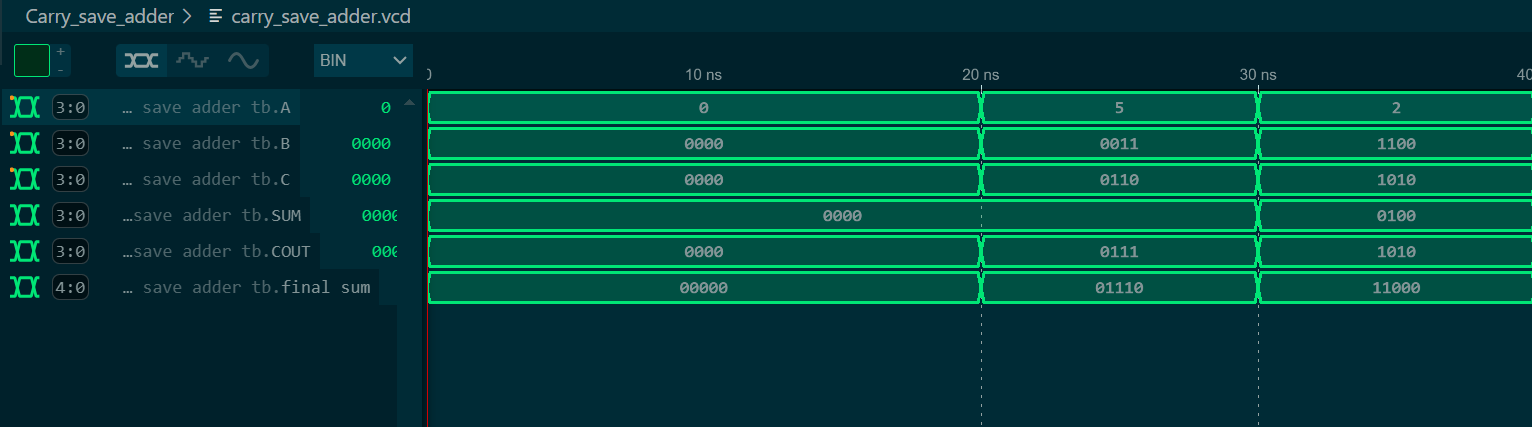 Carry_save_adder > carry_save_adder.vcd
+
-
BIN
0 10 ns 20 ns 30 ns 40
3:0 … save adder tb.A 0 0 5 2
3:0 … save adder tb.B 0000 0000 0011 1100
3:0 … save adder tb.C 0000 0000 0110 1010
3:0 …save adder tb.SUM 0000 0000 0100
3:0 …save adder tb.COUT 000 0000 0111 1010
4:0 … save adder tb.final sum 00000 01110 11000